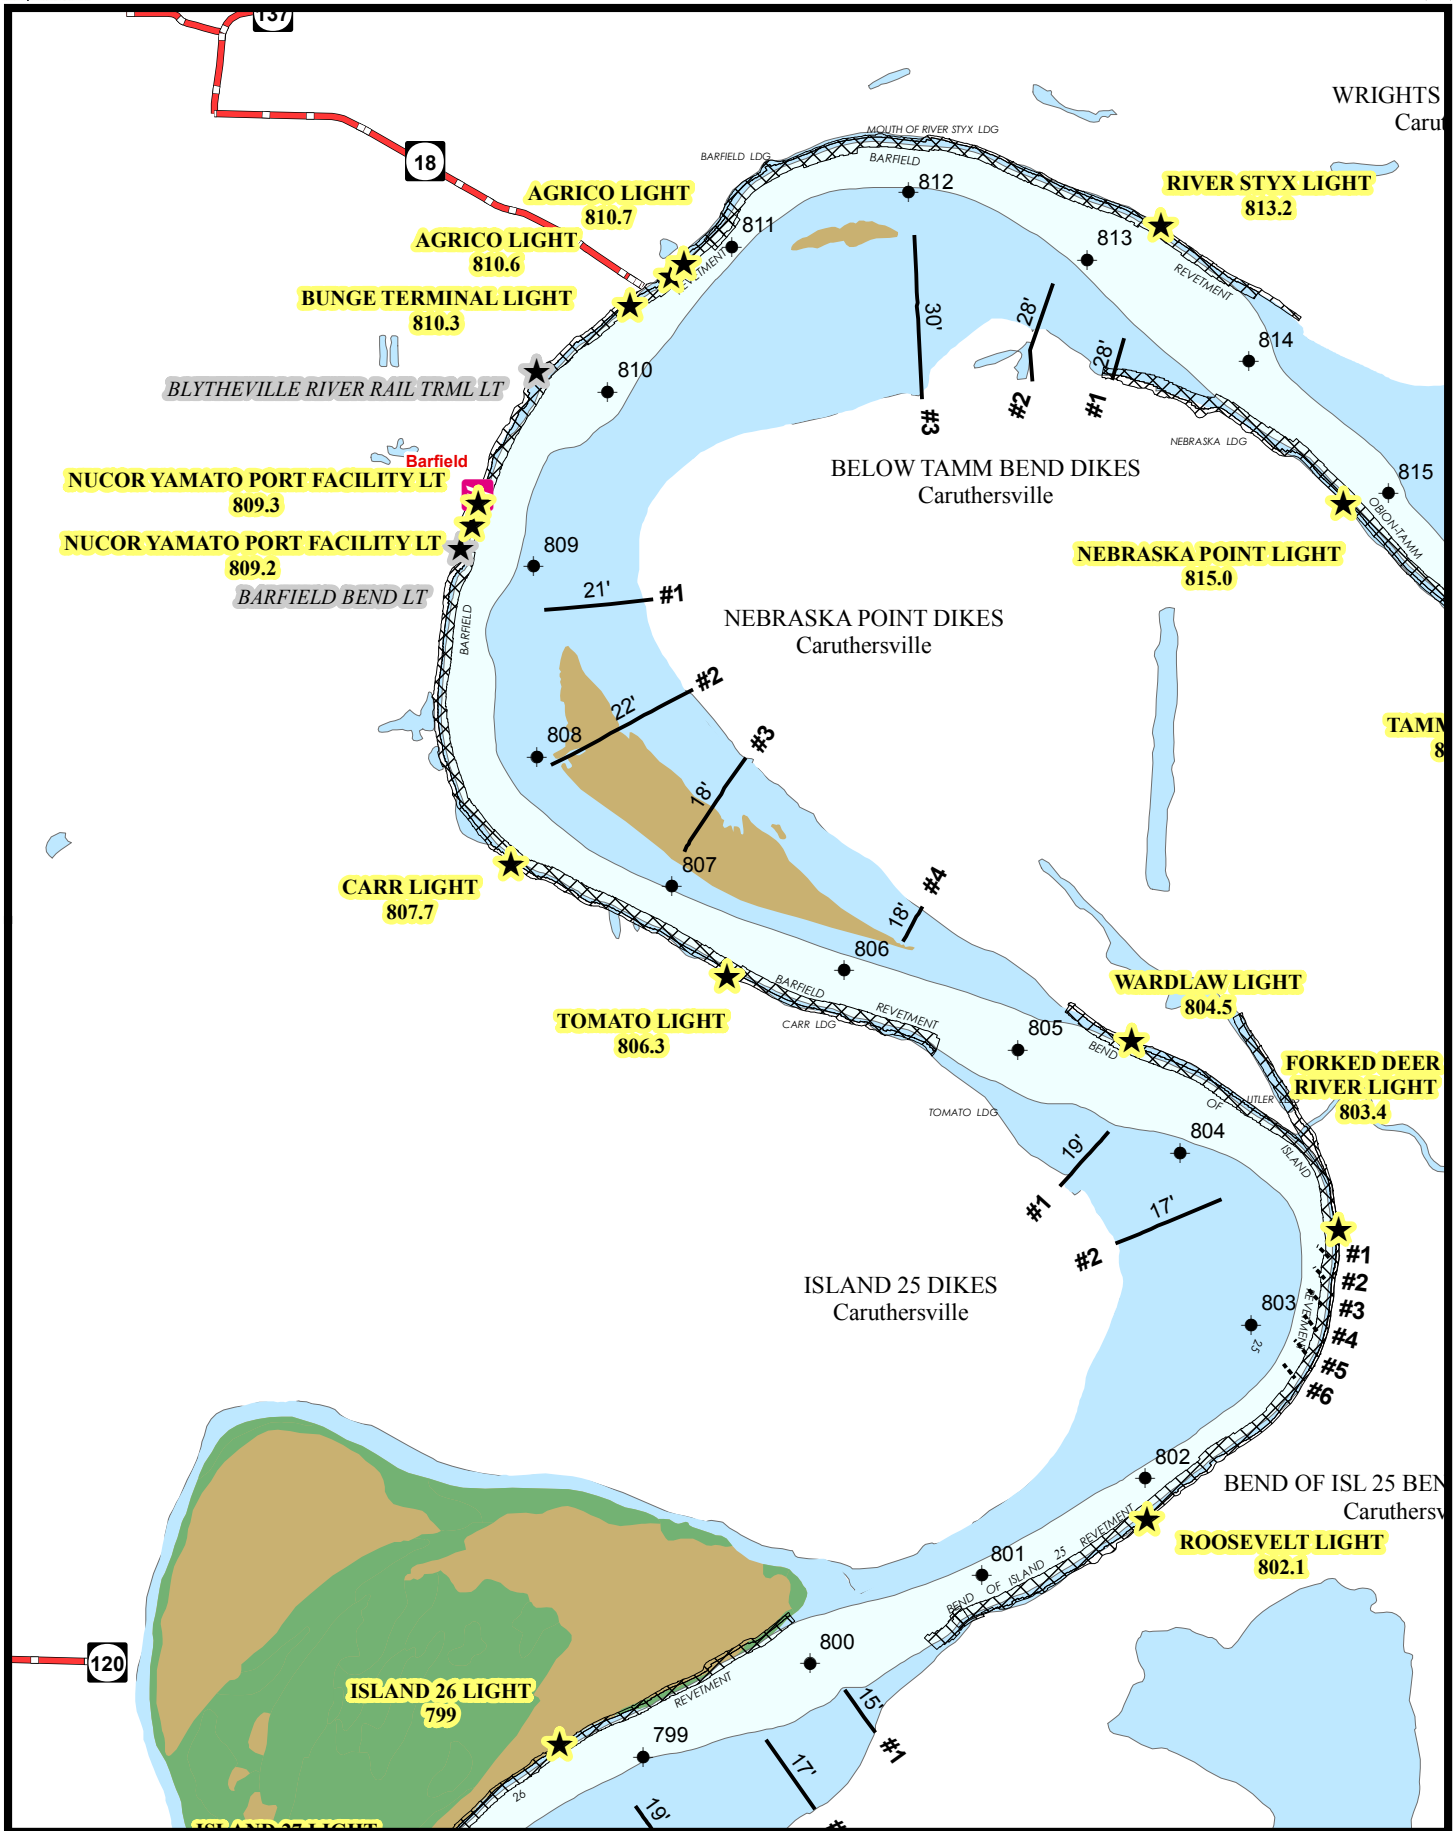 137
WRIGHTS
MOUTH OF RIVER STYX LDG
18
BARFIELD LDG
BARFIELD
AGRICO LIGHT
810.7
812
RIVER STYX LIGHT
813.2
AGRICO LIGHT
810.6
811
813
REVETMENT
BUNGE TERMINAL LIGHT
810.3
30'
28'
28'
814
BLYTHEVILLE RIVER RAIL TRML LT
810
#3
#2
#1
NEBRASKA LDG
Barfield
BELOW TAMM BEND DIKES
Caruthersville
815
NUCOR YAMATO PORT FACILITY LT
809.3
OBION-TAMM
NUCOR YAMATO PORT FACILITY LT
809.2
809
NEBRASKA POINT LIGHT
815.0
BARFIELD BEND LT
21'
#1
BARFIELD
NEBRASKA POINT DIKES
Caruthersville
#2
22'
808
#3
18'
CARR LIGHT
807.7
807
#4
18'
806
BARFIELD
REVETMENT
CARR LDG
WARDLAW LIGHT
804.5
TOMATO LIGHT
806.3
805
BEND
FORKED DEER
RIVER LIGHT
803.4
TOMATO LDG
OF
804
19'
ISLAND
#1
17'
#2
#1
#2
#3
#4
#5
#6
ISLAND 25 DIKES
Caruthersville
803
25
802
BEND OF ISL 25
REVETMENT
ROOSEVELT LIGHT
802.1
801
BEND OF ISLAND 25
800
120
ISLAND 26 LIGHT
799
REVETMENT
15'
#1
799
17'
26
19'
ISLAND 27 LIGHT